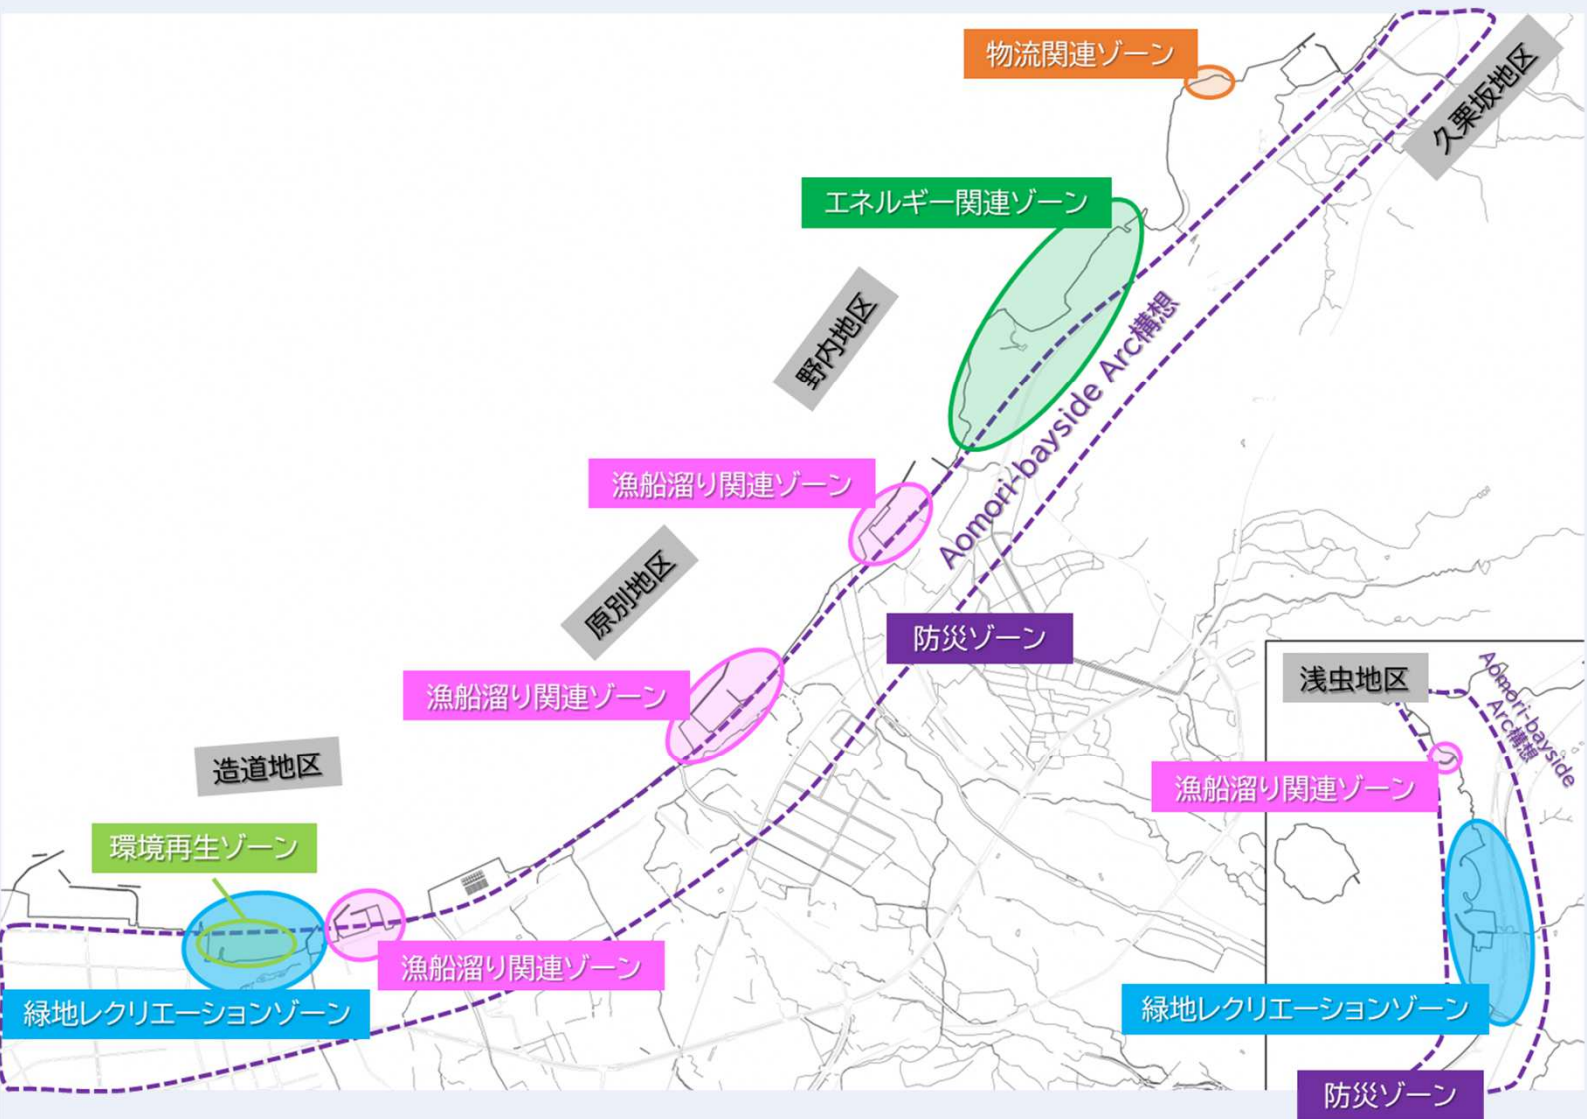 物流関連ゾーン
久栗坂地区
エネルギー関連ゾーン
野内地区
Aomori-bayside Arc構想
漁船溜り関連ゾーン
原別地区
防災ゾーン
漁船溜り関連ゾーン
造道地区
環境再生ゾーン
漁船溜り関連ゾーン
緑地レクリエーションゾーン
浅虫地区
Aomori-bayside
Arc構想
漁船溜り関連ゾーン
緑地レクリエーションゾーン
防災ゾーン